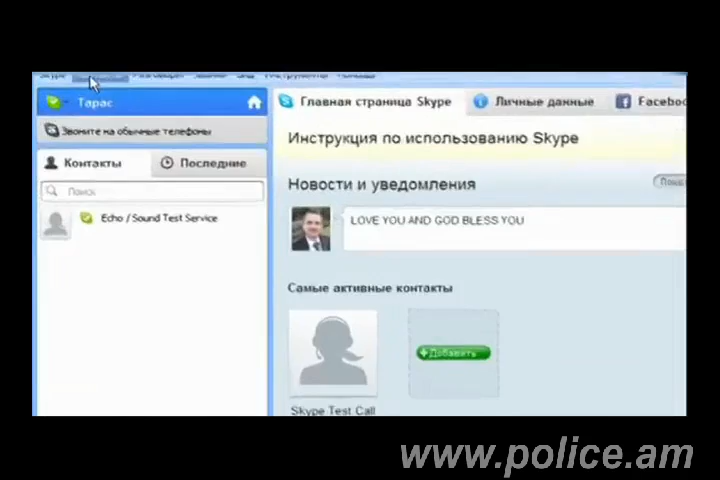 Тарас
Главная страница Skype
Личные данные
Звоните на обычные телефоны
Инструкция по использованию Skype
Контакты
Последние
Поиск
Новости и уведомления
Echo / Sound Test Service
LOVE YOU AND GOD BLESS YOU
Самые активные контакты
Добавить
Skype Test Call
www.police.am